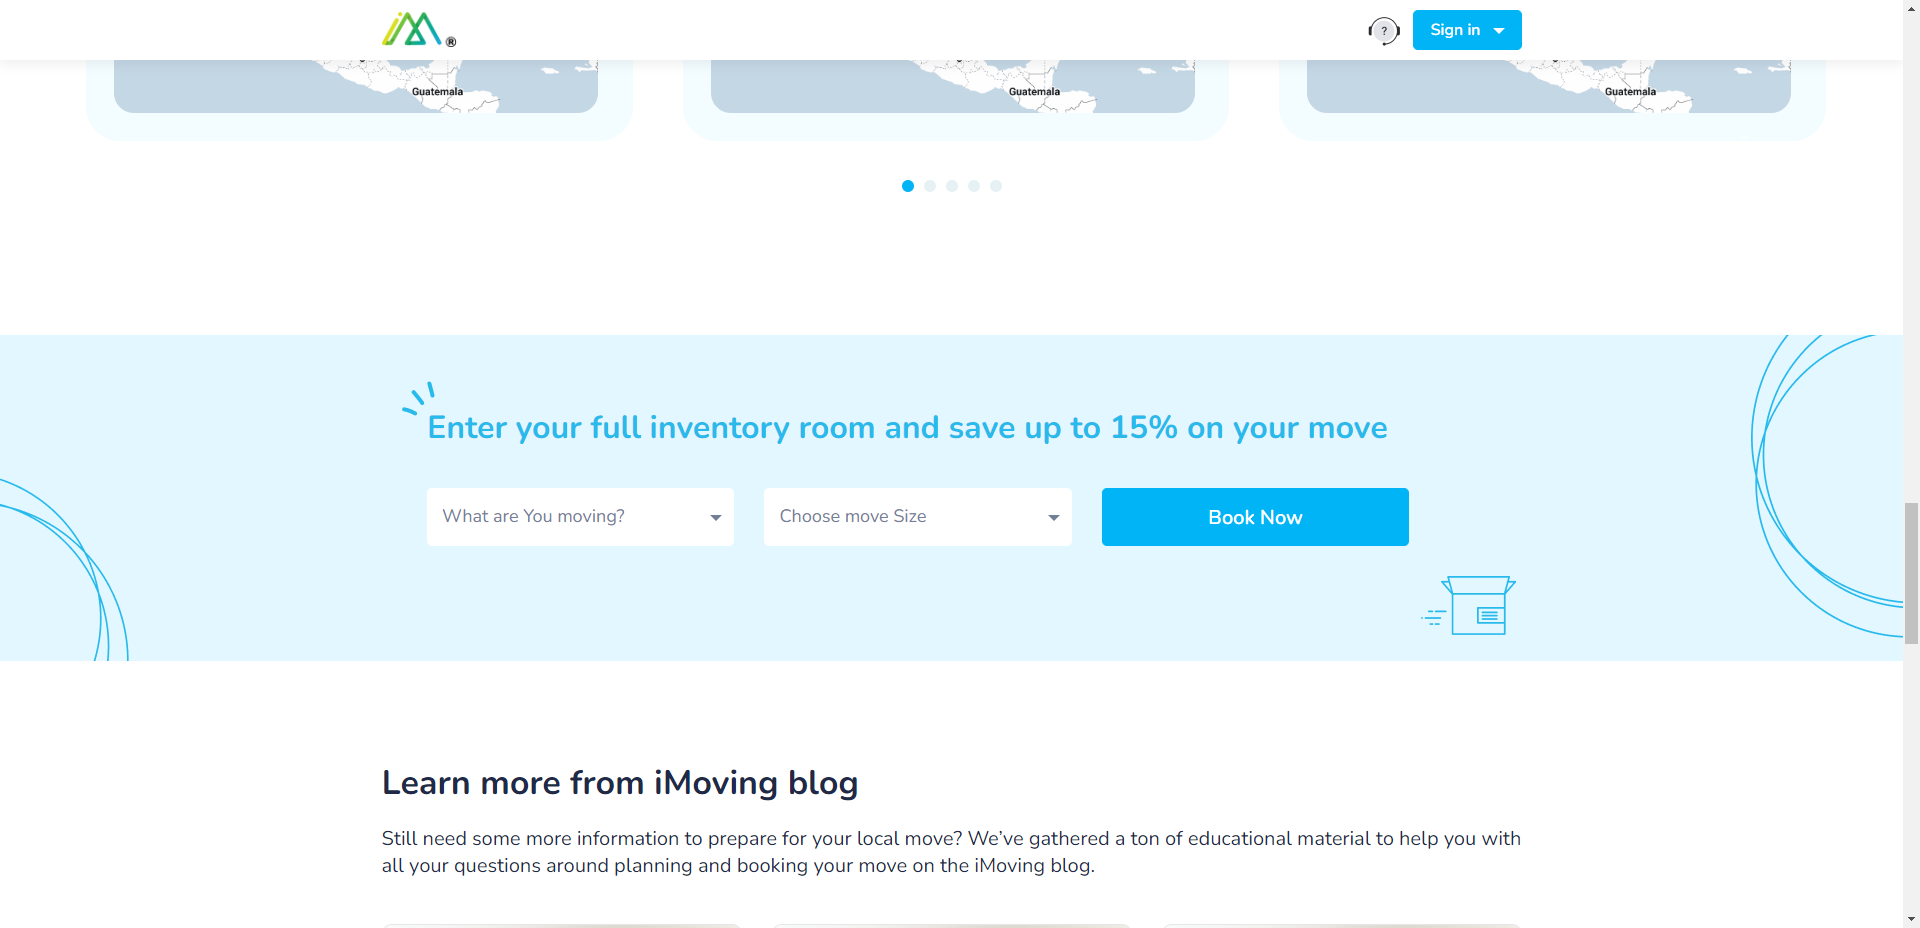 iM®
?
Sign in
Guatemala
Guatemala
Guatemala
Enter your full inventory room and save up to 15% on your move
What are You moving?
Choose move Size
Book Now
Learn more from iMoving blog
Still need some more information to prepare for your local move? We’ve gathered a ton of educational material to help you with
all your questions around planning and booking your move on the iMoving blog.